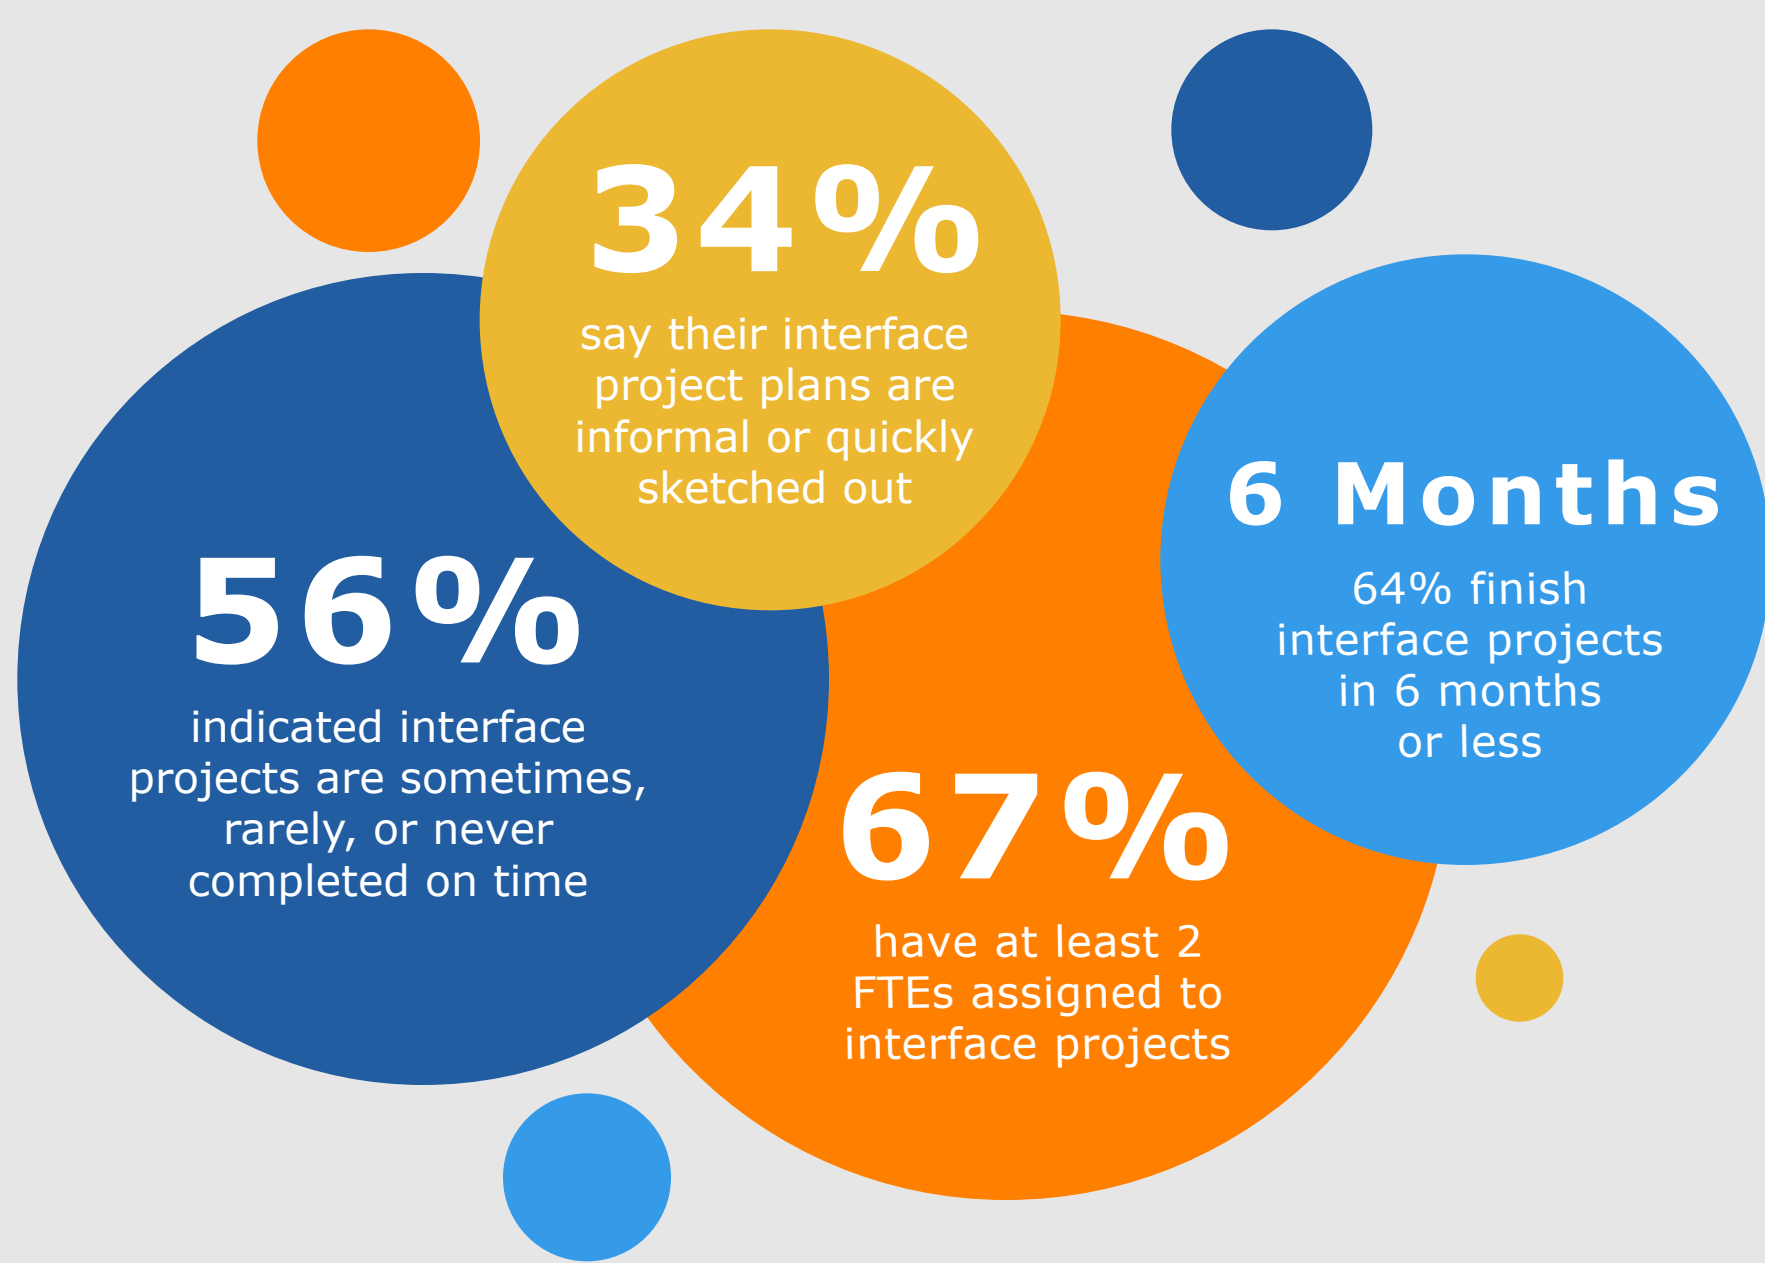 34%
say their interface
project plans are
informal or quickly
sketched out
56%
indicated interface
projects are sometimes,
rarely, or never
completed on time
67%
have at least 2
FTEs assigned to
interface projects
6 Months
64% finish
interface projects
in 6 months
or less